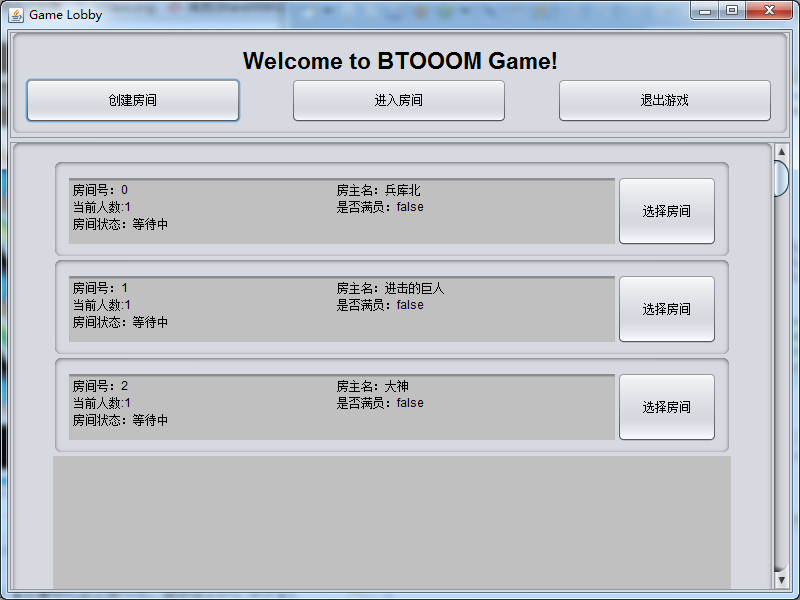 Game Lobby
Welcome to BTOOOM Game!
创建房间 进入房间 退出游戏
房间号：0 房主名：兵库北
当前人数:1 是否满员：false
房间状态：等待中
选择房间
房间号：1 房主名：进击的巨人
当前人数:1 是否满员：false
房间状态：等待中
选择房间
房间号：2 房主名：大神
当前人数:1 是否满员：false
房间状态：等待中
选择房间